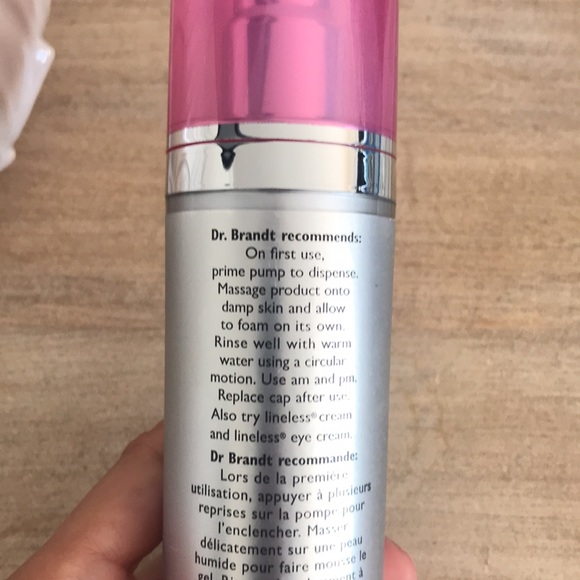 Dr. Brandt recommends:
On first use,
prime pump to dispense.
Massage product onto
damp skin and allow
to foam on its own.
Rinse well with warm
water using a circular
motion. Use am and pm.
Replace cap after use.
Also try lineless® cream
and lineless® eye cream.
Dr Brandt recommande:
Lors de la première
utilisation, appuyer à plusieurs
reprises sur la pompe pour
l'enclencher. Masser
délicatement sur une peau
humide pour faire mousse le
gel.